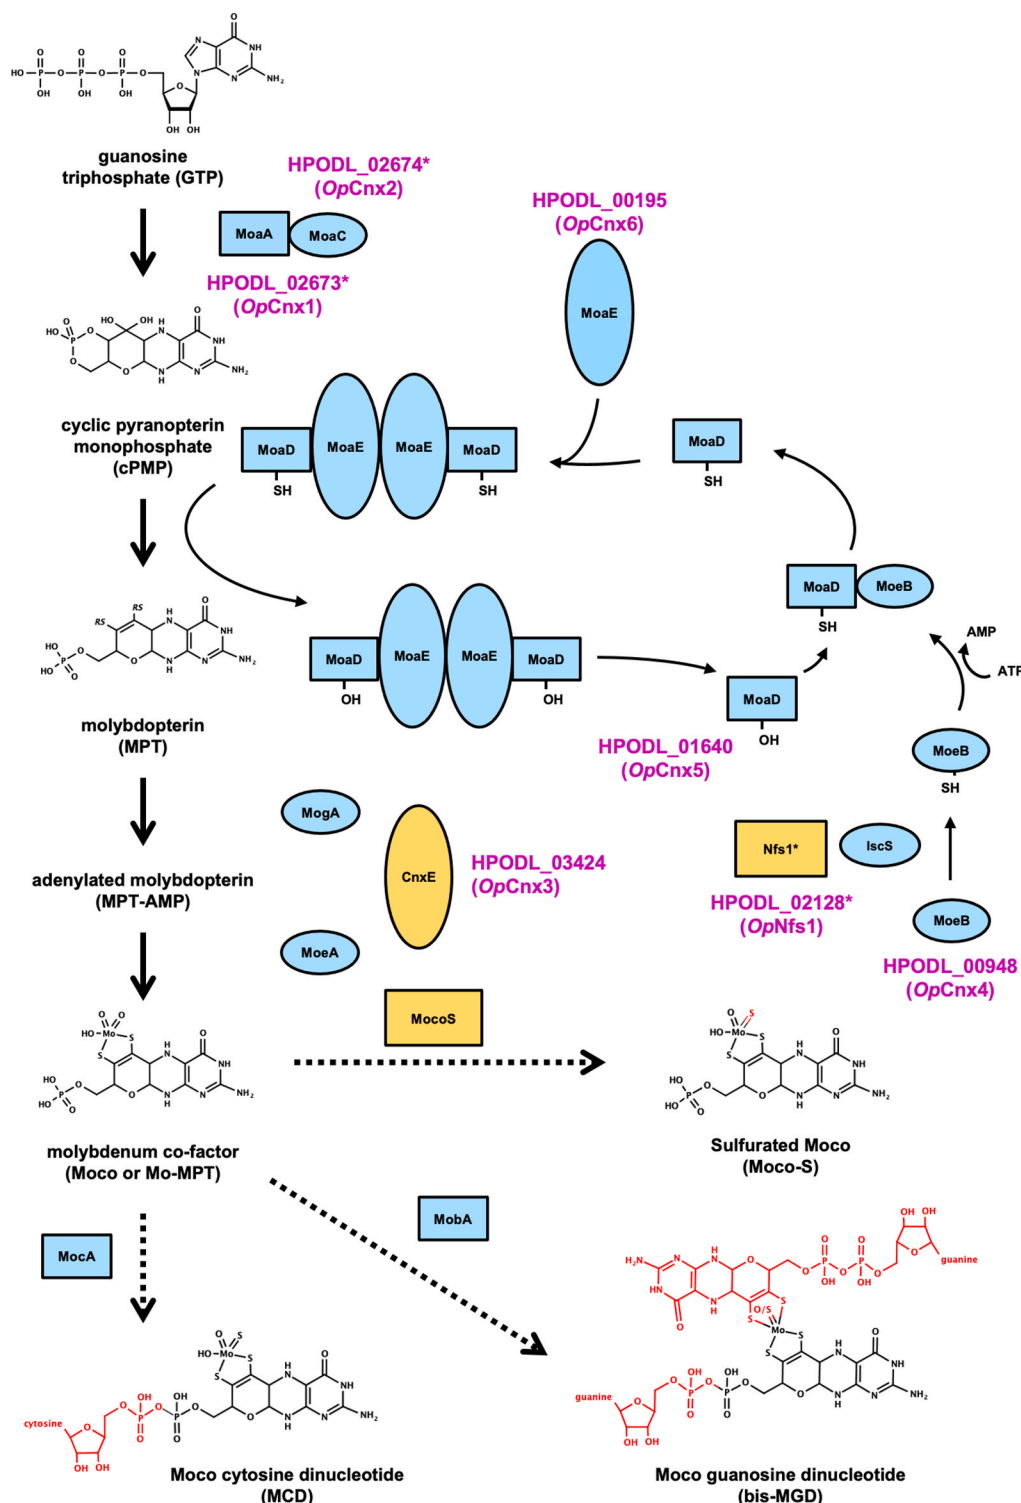 guanosine
triphosphate (GTP)
HPODL_02674*
(OpCnx2)
MoaA
MoaC
HPODL_02673*
(OpCnx1)
HPODL_00195
(OpCnx6)
MoaE
cyclic pyranopterin
monophosphate
(cPMP)
MoaD
SH
MoaE
MoaE
MoaD
SH
MoaD
SH
MoaD
SH
MoeB
AMP
ATP
MoaD
OH
MoaE
MoaE
MoaD
OH
MoaD
OH
HPODL_01640
(OpCnx5)
MoeB
SH
molybdopterin
(MPT)
MogA
CnxE
HPODL_03424
(OpCnx3)
MoeA
Nfs1*
IscS
HPODL_02128*
(OpNfs1)
MoeB
HPODL_00948
(OpCnx4)
adenylated molybdopterin
(MPT-AMP)
MocoS
molybdenum co-factor
(Moco or Mo-MPT)
Sulfurated Moco
(Moco-S)
MocA
MobA
cytosine
Moco cytosine dinucleotide
(MCD)
guanine
guanine
Moco guanosine dinucleotide
(bis-MGD)